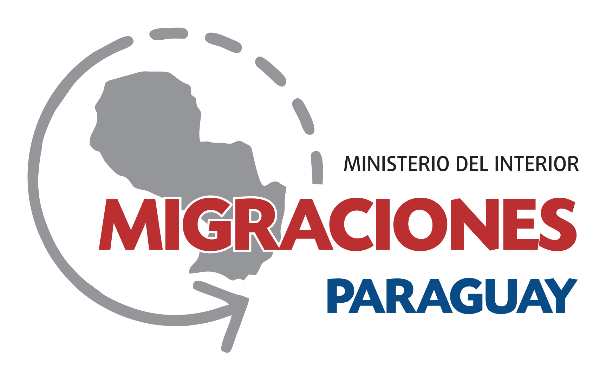 MINISTERIO DEL INTERIOR
MIGRACIONES
PARAGUAY